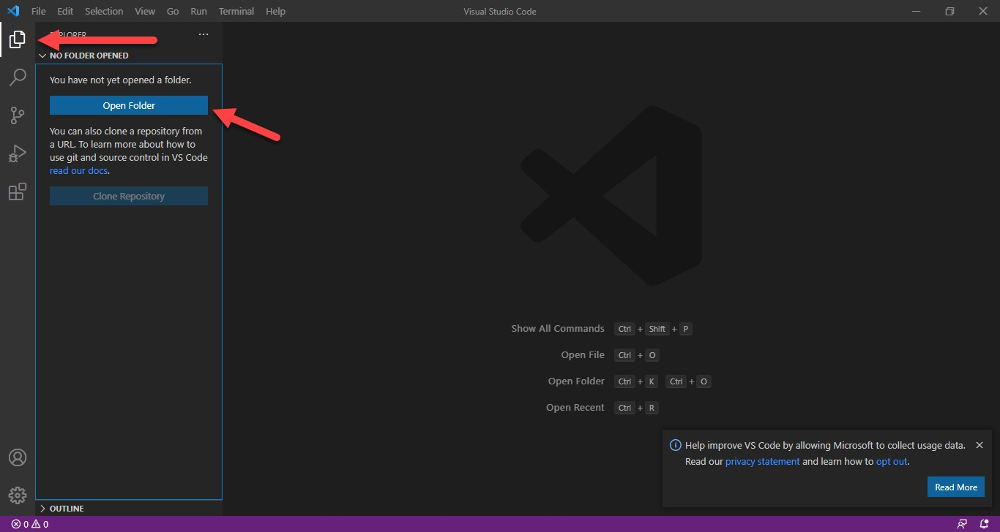 File Edit Selection View Go Run Terminal Help
Visual Studio Code
EXPLORER
NO FOLDER OPENED
You have not yet opened a folder.
Open Folder
You can also clone a repository from
a URL. To learn more about how to
use git and source control in VS Code
read our docs.
Clone Repository
Show All Commands Ctrl + Shift + P
Open File Ctrl + O
Open Folder Ctrl + K Ctrl + O
Open Recent Ctrl + R
Help improve VS Code by allowing Microsoft to collect usage data.
Read our privacy statement and learn how to opt out.
Read More
OUTLINE
0 0